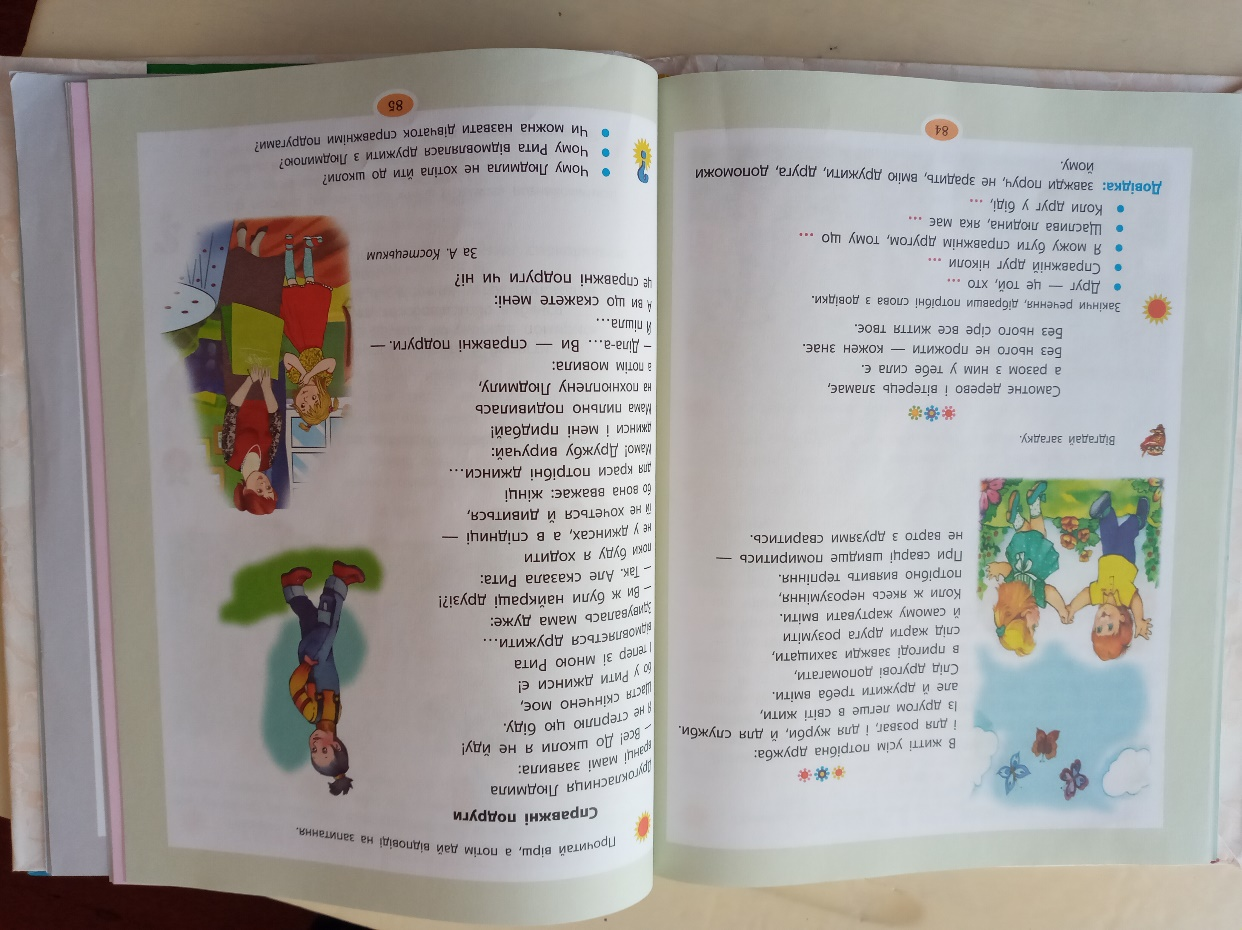 В житті усім потрібна дружба:
і для розваг, і для журби, й для служби.
Із другом легше в світі жити,
але й дружити треба вміти.
Слід другові допомагати,
в пригоді завжди захищати,
слід жарти друга розуміти
й самому жартувати вміти.
Коли ж якесь нерозуміння,
потрібно виявить терпіння.
При сварці швидше помиритись —
не варто з друзями сваритись.
Відгадай загадку.
Самотнє дерево і вітерець зламає,
а разом з ним у тебе сила є.
Без нього не прожити — кожен знає.
Без нього сіре все життя твоє.
Закінчи речення, дібравши потрібні слова з довідки.
● Друг — це той, хто ...
● Справжній друг ніколи ...
● Я можу бути справжнім другом, тому що ...
● Щаслива людина, яка має ...
● Коли друг у біді, ...
Довідка: завжди поруч, не зрадить, вмію дружити, друга, допоможи
йому.
84
Прочитай вірш, а потім дай відповіді на запитання.
Справжні подруги
Другокласниця Людмила
вранці мамі заявила:
— Все! До школи я не йду!
Я не стерплю цю біду.
Щастя скінчено моє,
бо у Рити джинси є!
І тепер зі мною Рита
відмовляється дружити...
Здивувалась мама дуже:
— Ви ж були найкращі друзі?!
— Так. Але сказала Рита:
поки буду я ходити
не у джинсах, а в спідниці —
їй не хочеться й дивиться,
бо вона вважає: жінці
для краси потрібні джинси...
Мамо! Дружбу виручай:
джинси і мені придбай!
Мама пильно подивилась
на похнюплену Людмилу,
а потім мовила:
— Діла-а... Ви — справжні подруги. —
Й пішла...
А ви що скажете мені:
це справжні подруги чи ні?
За А. Костецьким
?
● Чому Людмила не хотіла йти до школи?
● Чому Рита відмовлялася дружити з Людмилою?
● Чи можна назвати дівчаток справжніми подругами?
85